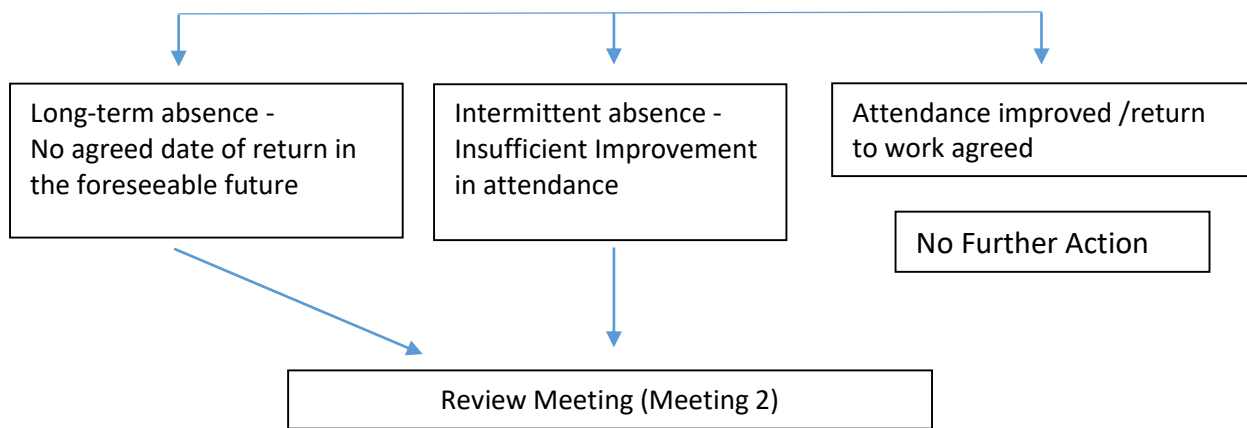 Long-term absence -
No agreed date of return in
the foreseeable future
Intermittent absence -
Insufficient Improvement
in attendance
Attendance improved /return
to work agreed
No Further Action
Review Meeting (Meeting 2)